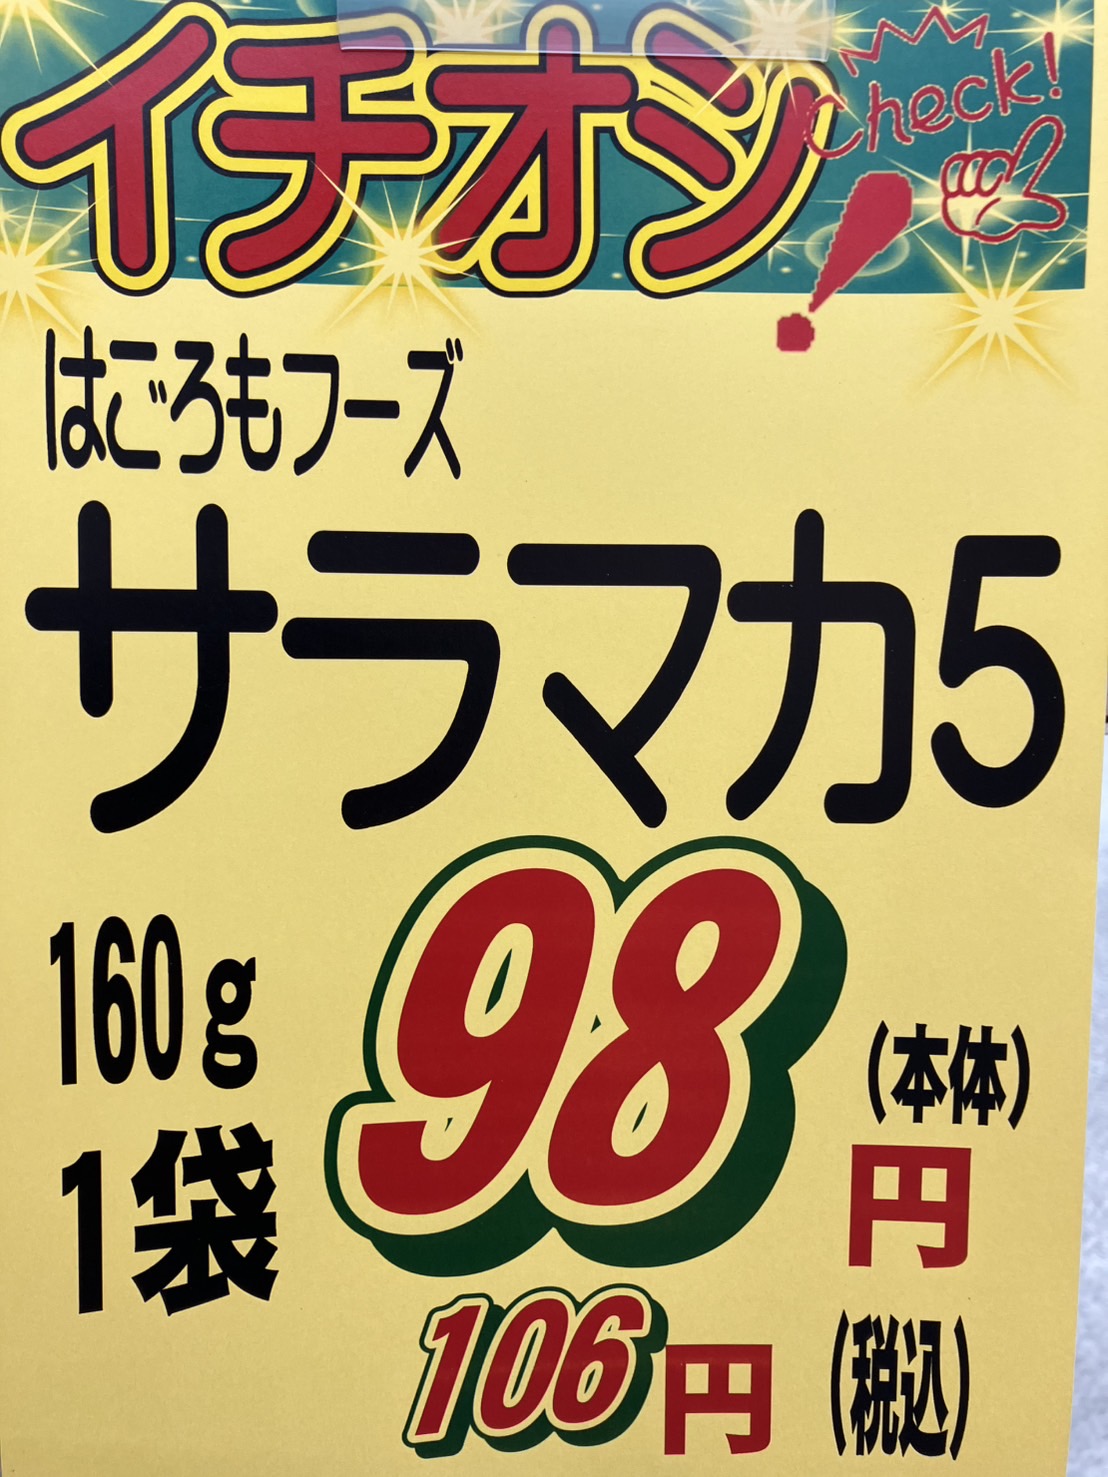 イチオシ
Check!
!
はごろもフーズ
サラマカ5
160g
1袋
98
(本体)
円
106円
(税込)